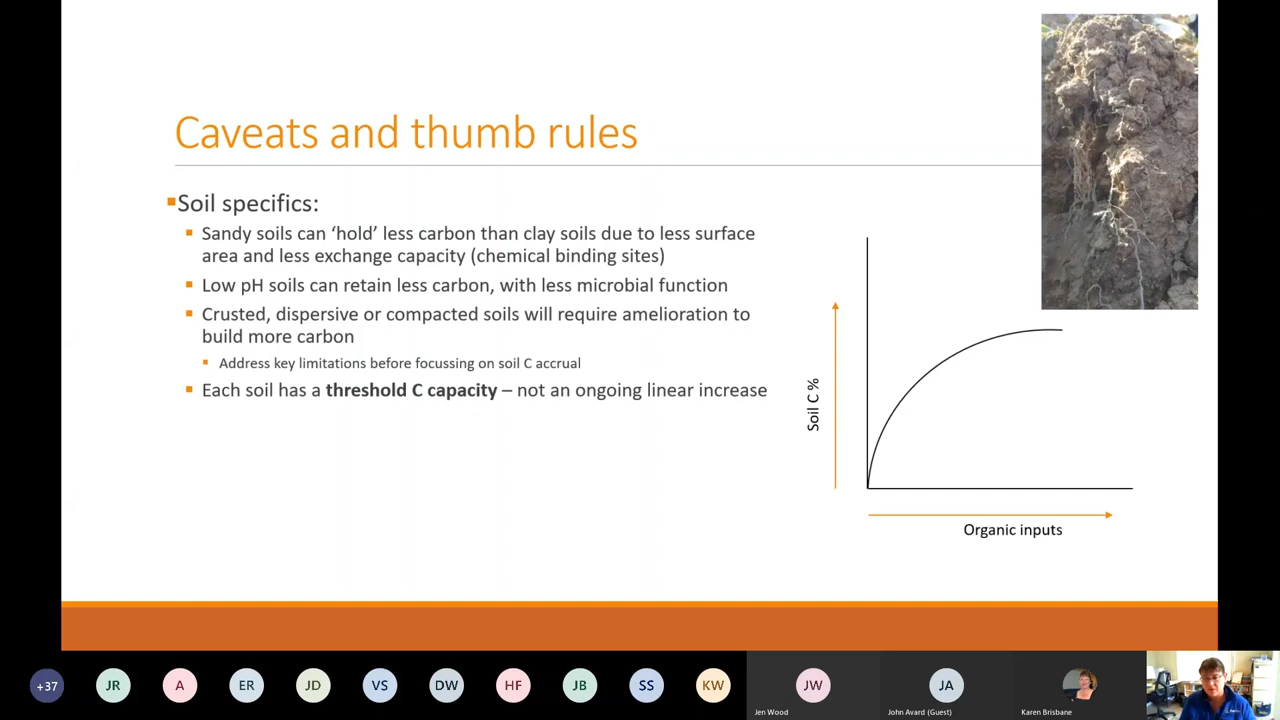 Caveats and thumb rules
Soil specifics:
Sandy soils can ‘hold’ less carbon than clay soils due to less surface
area and less exchange capacity (chemical binding sites)
Low pH soils can retain less carbon, with less microbial function
Crusted, dispersive or compacted soils will require amelioration to
build more carbon
Address key limitations before focussing on soil C accrual
Each soil has a threshold C capacity – not an ongoing linear increase
Soil C %
Organic inputs
+37
JR
A
ER
JD
VS
DW
HF
JB
SS
KW
JW
JA
Jen Wood
John Avard (Guest)
Karen Brisbane